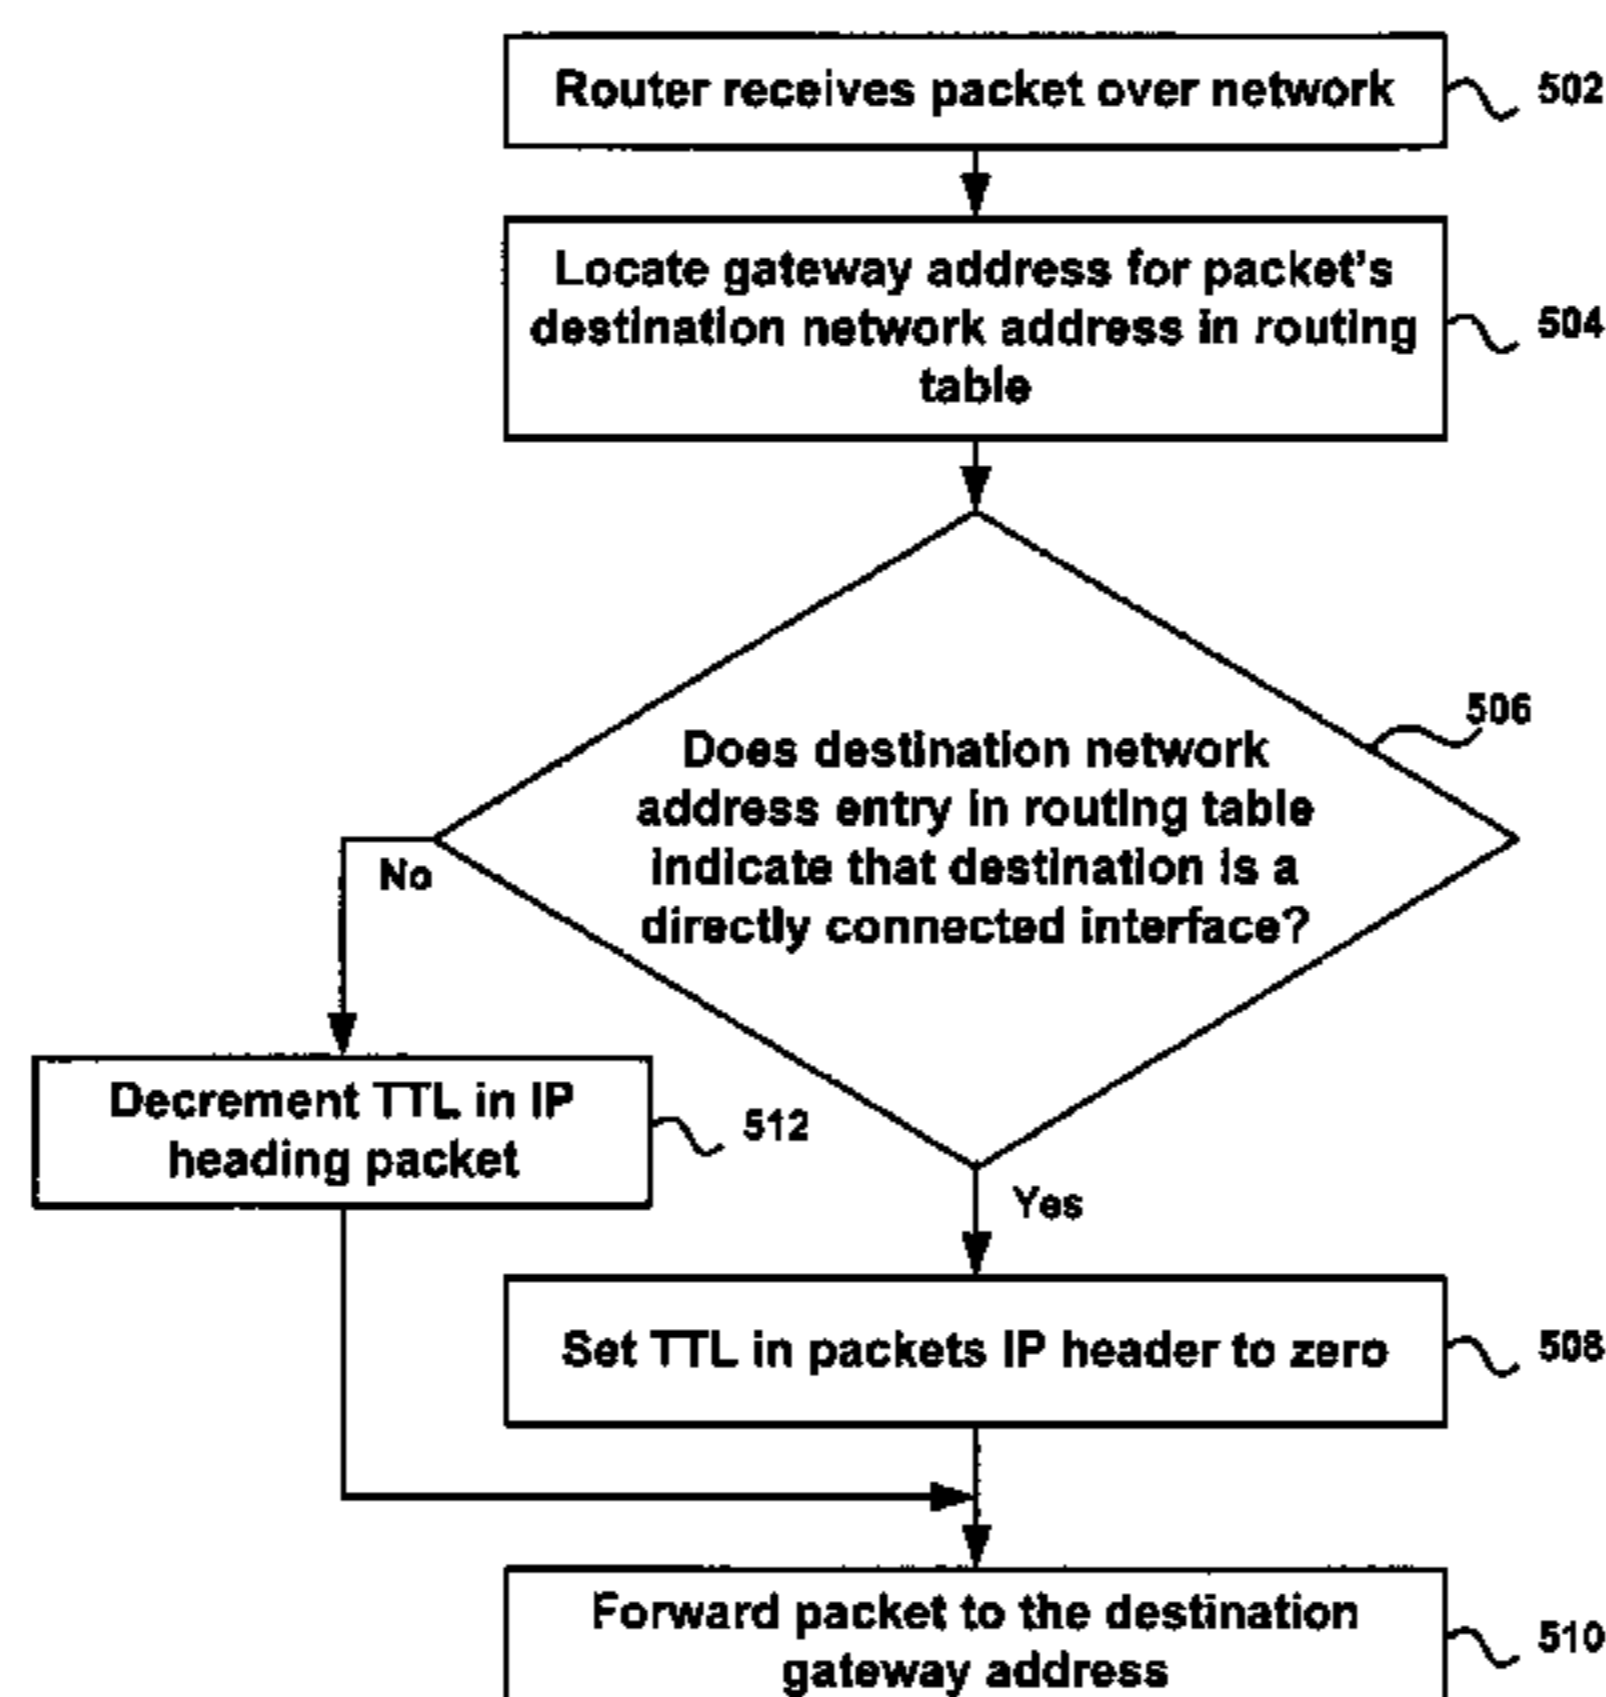 Router receives packet over network
502
Locate gateway address for packet's
destination network address in routing
table
504
506
Does destination network
address entry in routing table
indicate that destination is a
directly connected interface?
No
Decrement TTL in IP
heading packet
512
Yes
Set TTL in packets IP header to zero
508
Forward packet to the destination
gateway address
510